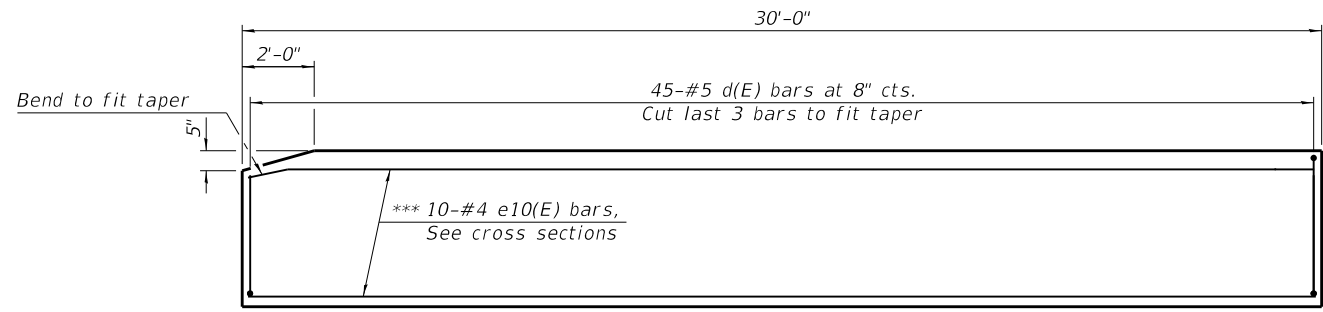 30'-0"
2'-0"
45-#5 d(E) bars at 8" cts.
Cut last 3 bars to fit taper
Bend to fit taper
5"
*** 10-#4 e10(E) bars,
See cross sections